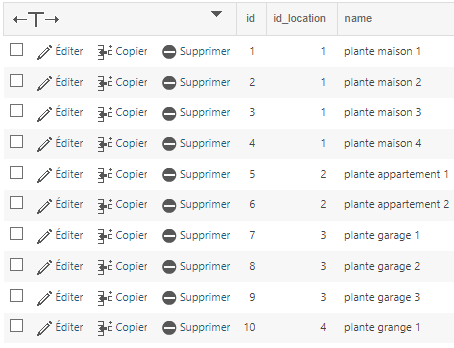 id id_location name
Éditer Copier Supprimer 1 1 plante maison 1
Éditer Copier Supprimer 2 1 plante maison 2
Éditer Copier Supprimer 3 1 plante maison 3
Éditer Copier Supprimer 4 1 plante maison 4
Éditer Copier Supprimer 5 2 plante appartement 1
Éditer Copier Supprimer 6 2 plante appartement 2
Éditer Copier Supprimer 7 3 plante garage 1
Éditer Copier Supprimer 8 3 plante garage 2
Éditer Copier Supprimer 9 3 plante garage 3
Éditer Copier Supprimer 10 4 plante grange 1